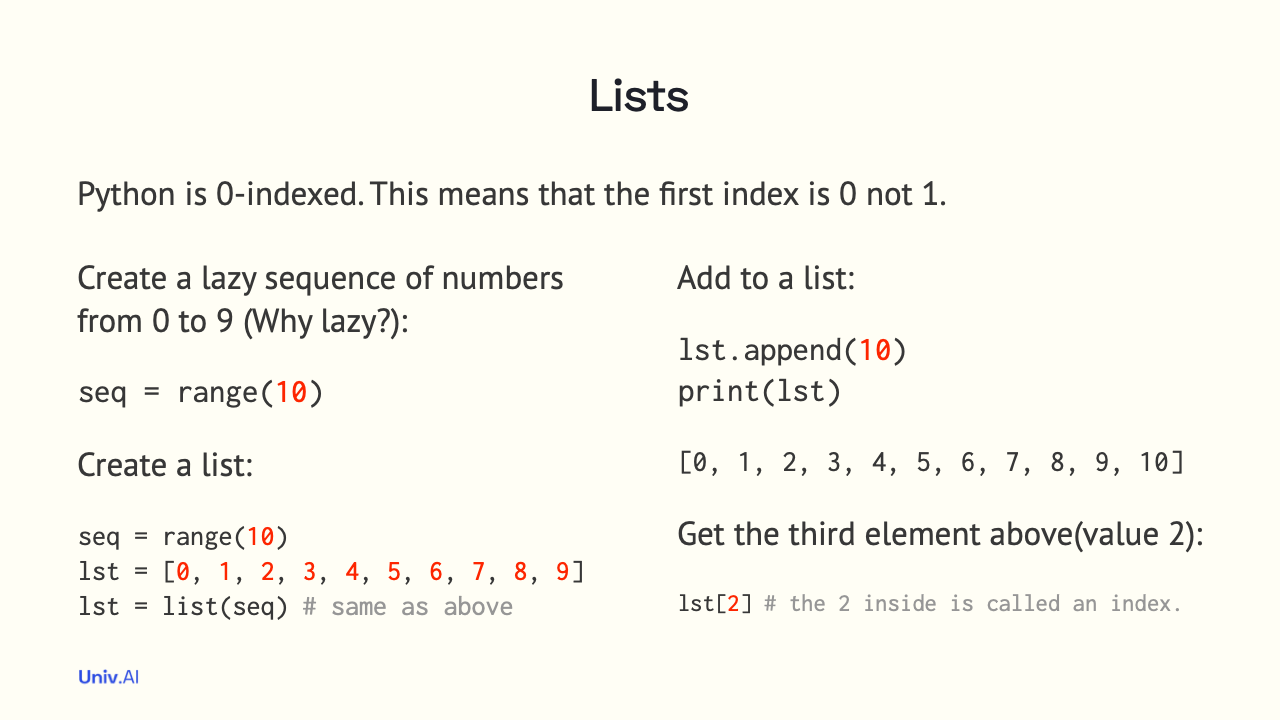 Lists
Python is 0-indexed. This means that the first index is 0 not 1.
Create a lazy sequence of numbers
from 0 to 9 (Why lazy?):
seq = range(10)
Create a list:
seq = range(10)
lst = [0, 1, 2, 3, 4, 5, 6, 7, 8, 9]
lst = list(seq) # same as above
Add to a list:
lst.append(10)
print(lst)
[0, 1, 2, 3, 4, 5, 6, 7, 8, 9, 10]
Get the third element above(value 2):
lst[2] # the 2 inside is called an index.
Univ.AI